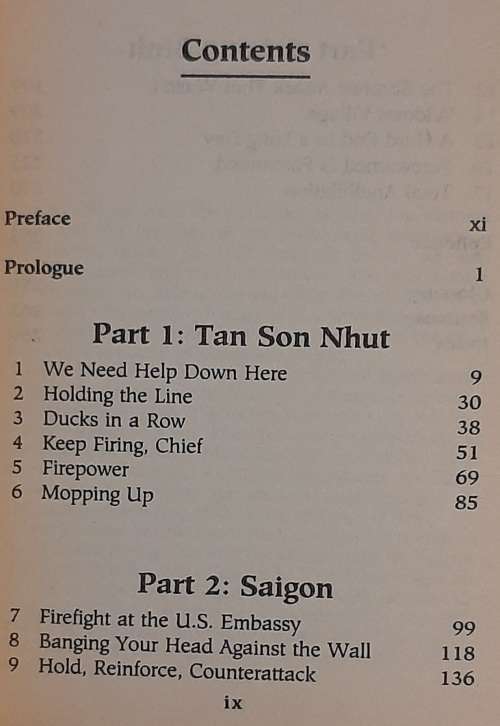 Contents
Preface xi
Prologue 1
Part 1: Tan Son Nhut
1 We Need Help Down Here 9
2 Holding the Line 30
3 Ducks in a Row 38
4 Keep Firing, Chief 51
5 Firepower 69
6 Mopping Up 85
Part 2: Saigon
7 Firefight at the U.S. Embassy 99
8 Banging Your Head Against the Wall 118
9 Hold, Reinforce, Counterattack 136
ix